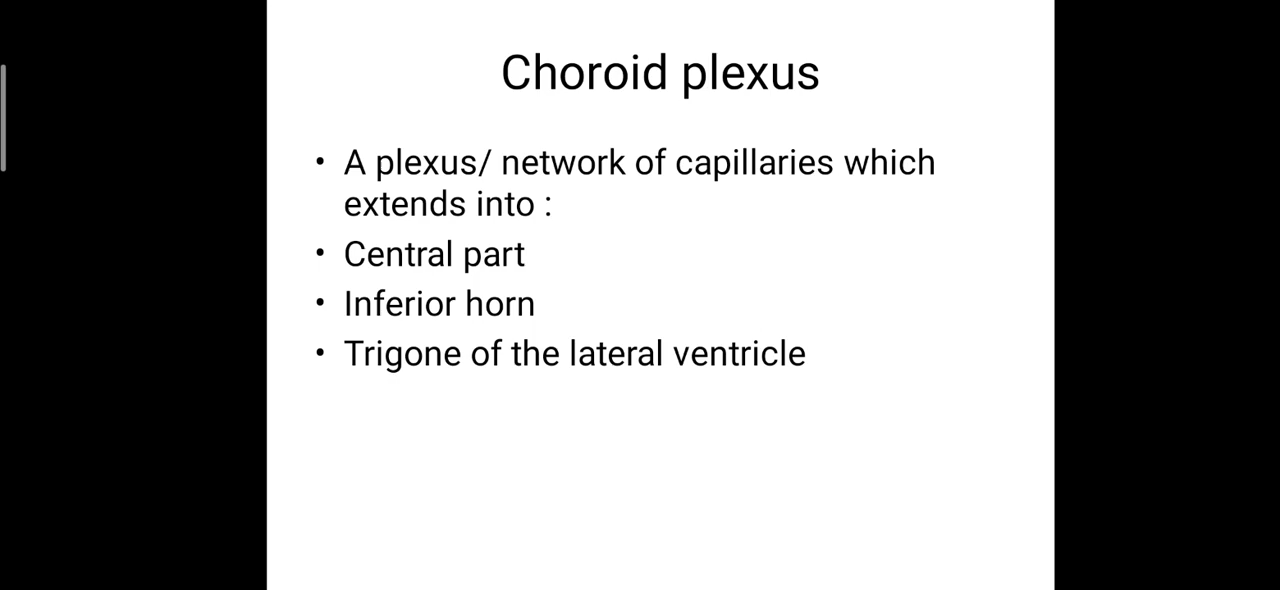 Choroid plexus
• A plexus/ network of capillaries which
extends into :
• Central part
• Inferior horn
• Trigone of the lateral ventricle